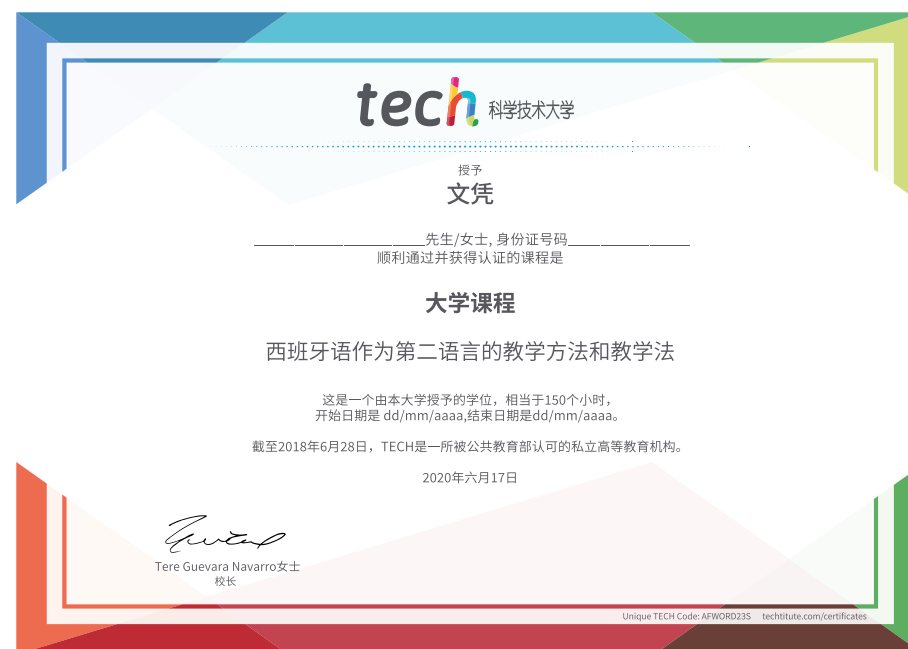 tech 科学技术大学
授予
文凭
先生/女士, 身份证号码
顺利通过并获得认证的课程是
大学课程
西班牙语作为第二语言的教学方法和教学法
这是一个由本大学授予的学位，相当于150个小时，
开始日期是 dd/mm/aaaa,结束日期是dd/mm/aaaa。
截至2018年6月28日，TECH是一所被公共教育部认可的私立高等教育机构。
2020年六月17日
Tere Guevara Navarro女士
校长
Unique TECH Code: AFWORD23S techtitute.com/certificates